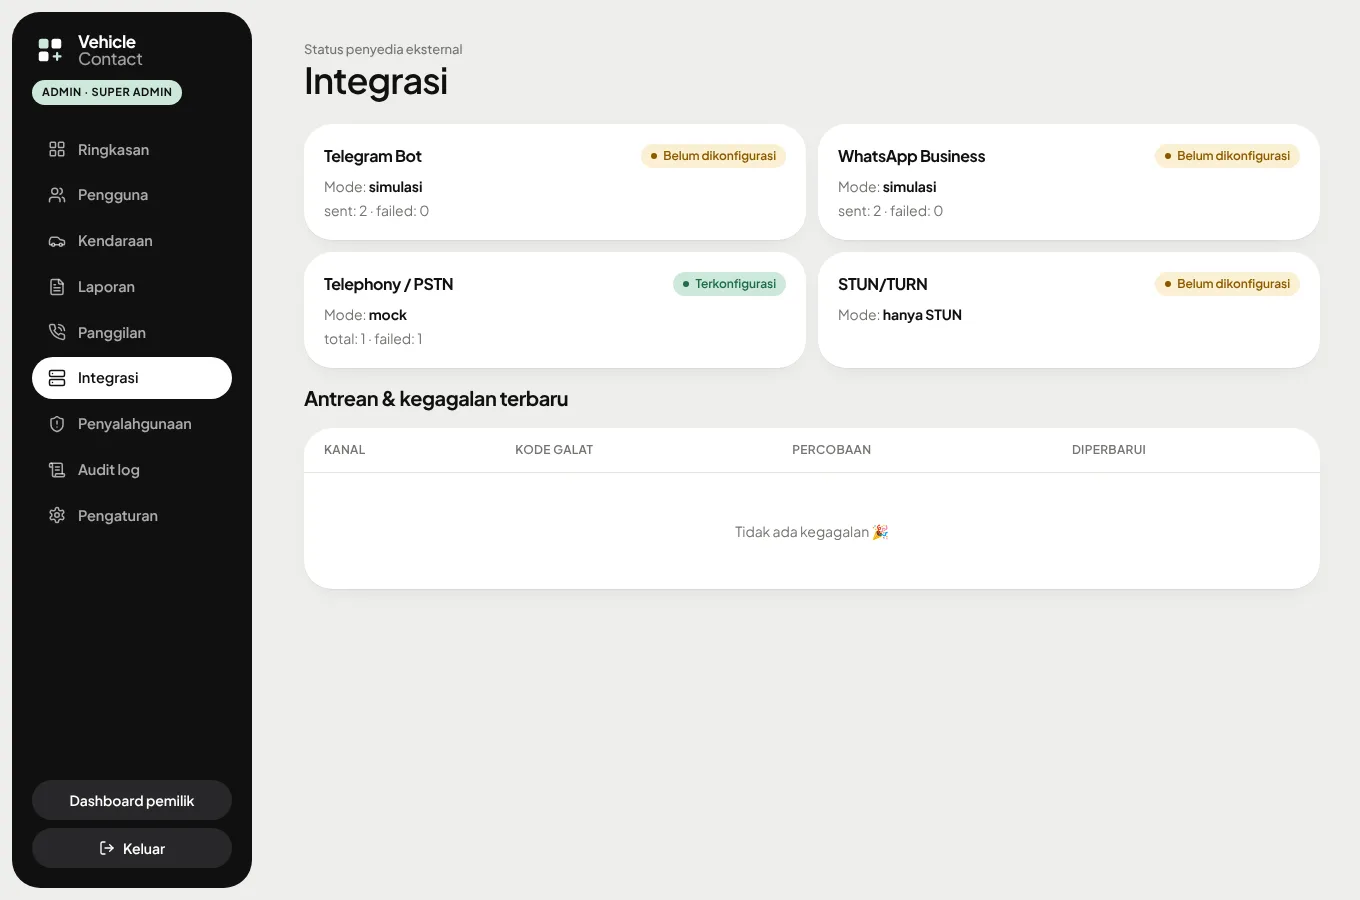 Vehicle
Contact
ADMIN · SUPER ADMIN
Ringkasan
Pengguna
Kendaraan
Laporan
Panggilan
Integrasi
Penyalahgunaan
Audit log
Pengaturan
Dashboard pemilik
Keluar
Status penyedia eksternal
Integrasi
Telegram Bot
Belum dikonfigurasi
Mode: simulasi
sent: 2 · failed: 0
WhatsApp Business
Belum dikonfigurasi
Mode: simulasi
sent: 2 · failed: 0
Telephony / PSTN
Terkonfigurasi
Mode: mock
total: 1 · failed: 1
STUN/TURN
Belum dikonfigurasi
Mode: hanya STUN
Antrean & kegagalan terbaru
KANAL KODE GALAT PERCOBAAN DIPERBARUI
Tidak ada kegagalan 🎉